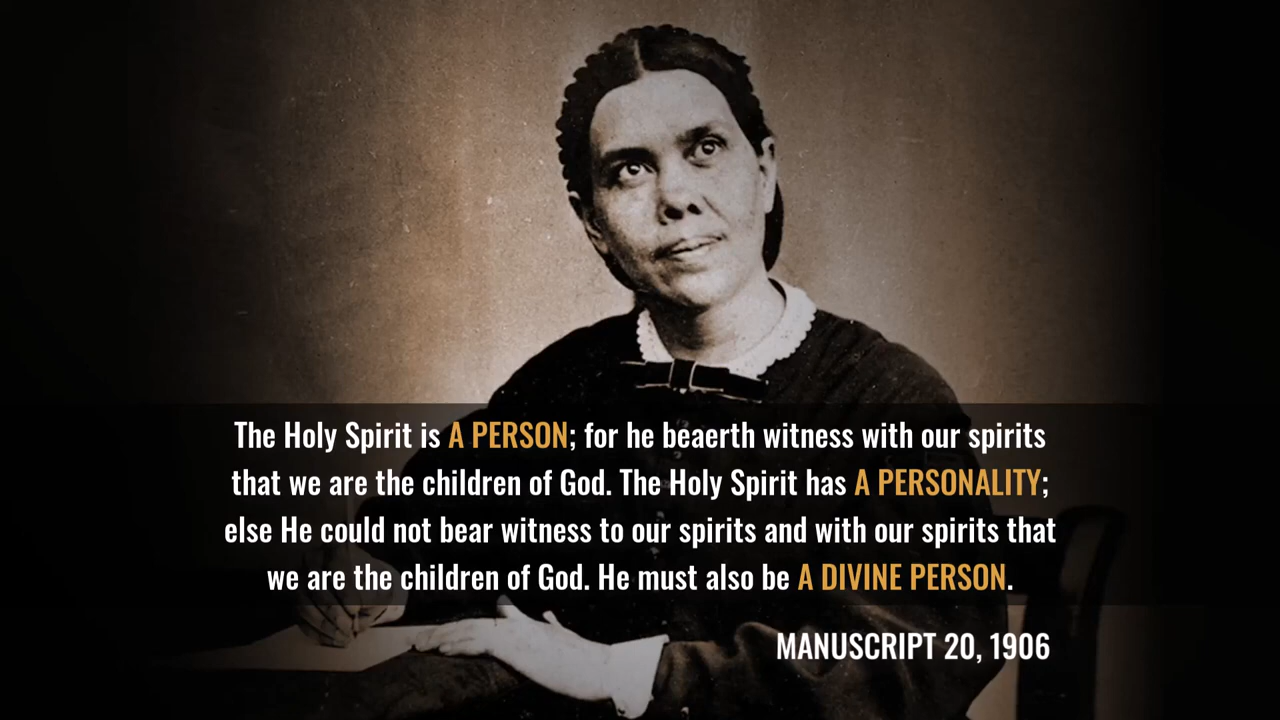 The Holy Spirit is A PERSON; for he beaerth witness with our spirits
that we are the children of God. The Holy Spirit has A PERSONALITY;
else He could not bear witness to our spirits and with our spirits that
we are the children of God. He must also be A DIVINE PERSON.
MANUSCRIPT 20, 1906